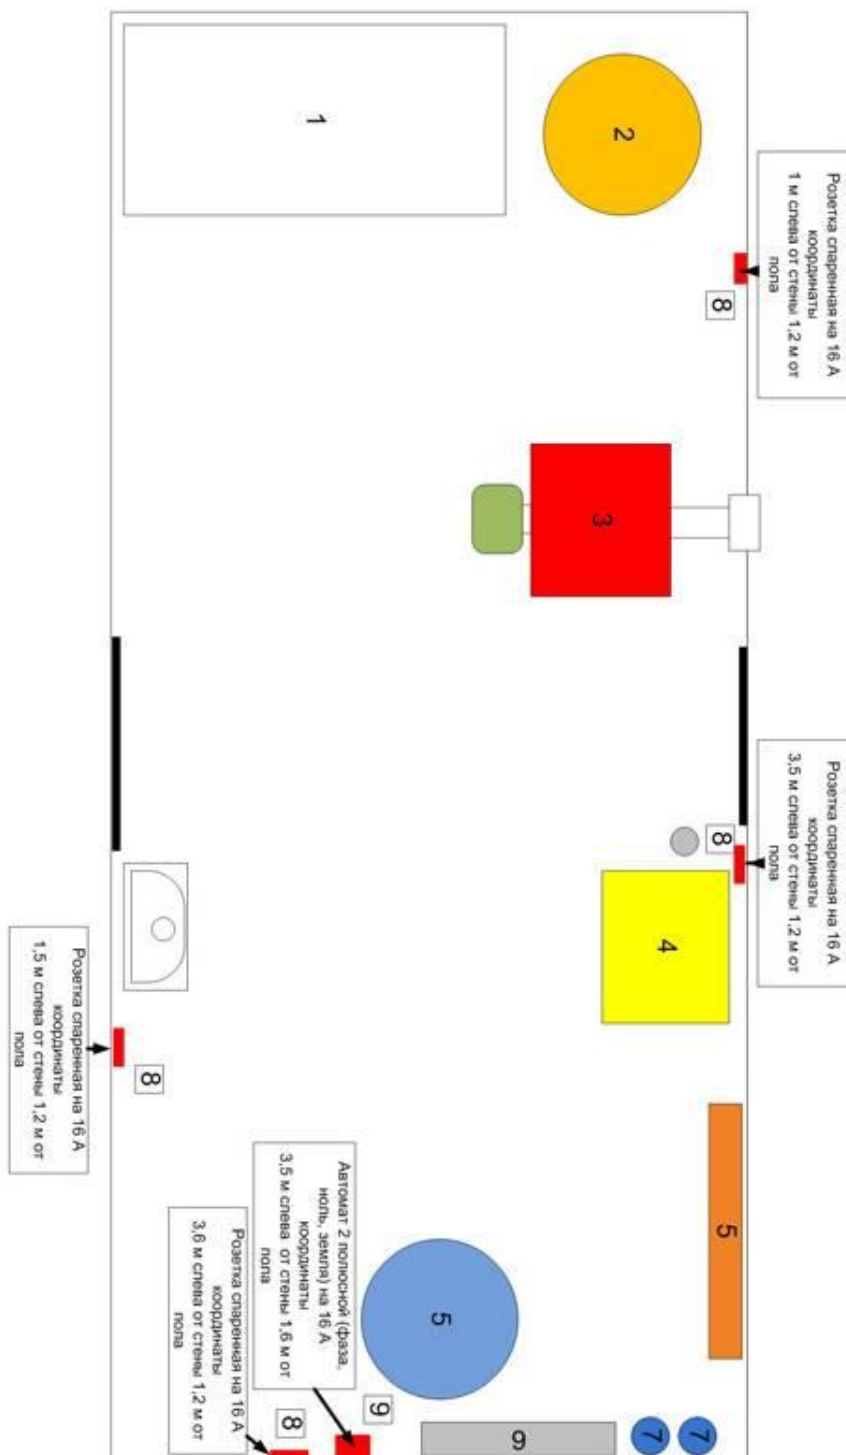 Розетка спаренная на 16 А
координаты
1 м слева от стены 1,2 м от
пола
Розетка спаренная на 16 А
координаты
3,5 м слева от стены 1,2 м от
пола
8
8
2
3
4
5
7
7
1
5
6
9
8
Автомат 2 полюсной (фаза,
ноль, земля) на 16 А
координаты
3,5 м слева от стены 1,6 м от
пола
Розетка спаренная на 16 А
координаты
3,6 м слева от стены 1,2 м от
пола
8
Розетка спаренная на 16 А
координаты
1,5 м слева от стены 1,2 м от
пола